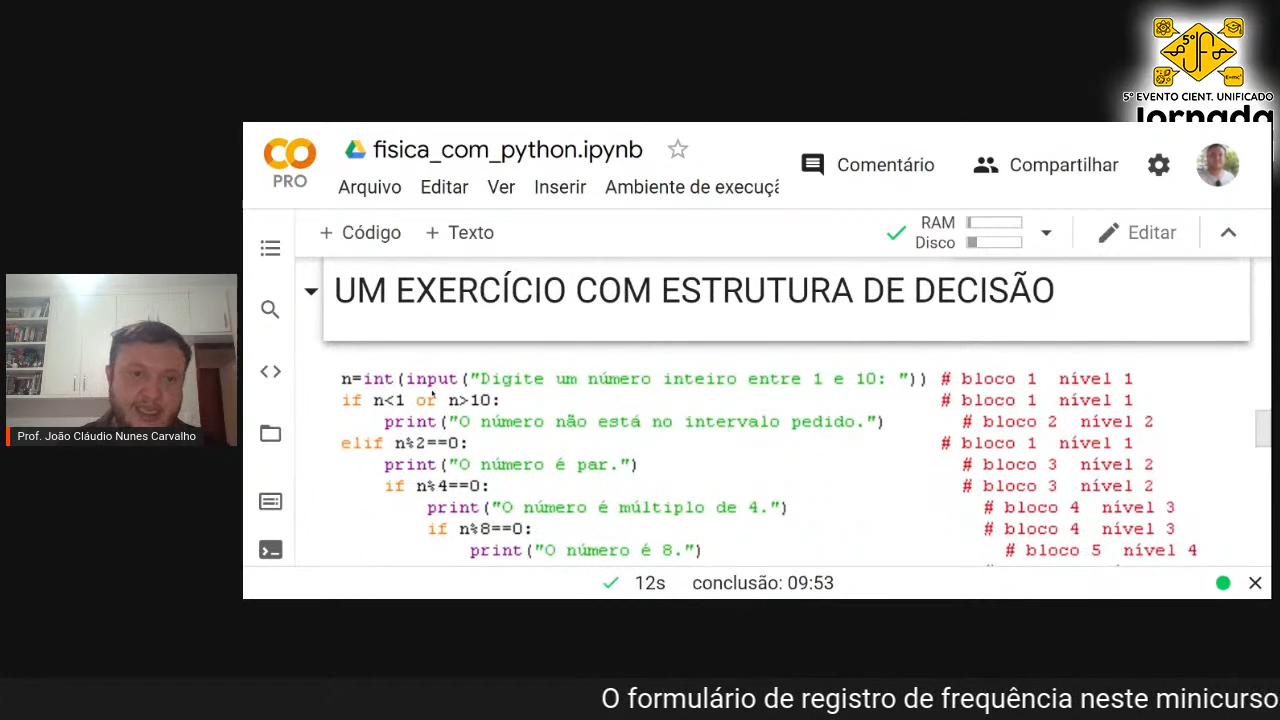 5º
E=mc²
5º EVENTO CIENT. UNIFICADO
Jornada
CO
PRO
fisica_com_python.ipynb
Comentário
Compartilhar
Arquivo Editar Ver Inserir Ambiente de execuçã
+ Código + Texto
RAM
Disco
Editar
UM EXERCÍCIO COM ESTRUTURA DE DECISÃO
n=int(input("Digite um número inteiro entre 1 e 10: ")) # bloco 1 nível 1
if n<1 or n>10: # bloco 1 nível 1
print("O número não está no intervalo pedido.") # bloco 2 nível 2
elif n%2==0: # bloco 1 nível 1
print("O número é par.") # bloco 3 nível 2
if n%4==0: # bloco 3 nível 2
print("O número é múltiplo de 4.") # bloco 4 nível 3
if n%8==0: # bloco 4 nível 3
print("O número é 8.") # bloco 5 nível 4
12s conclusão: 09:53
Prof. João Cláudio Nunes Carvalho
O formulário de registro de frequência neste minicurso